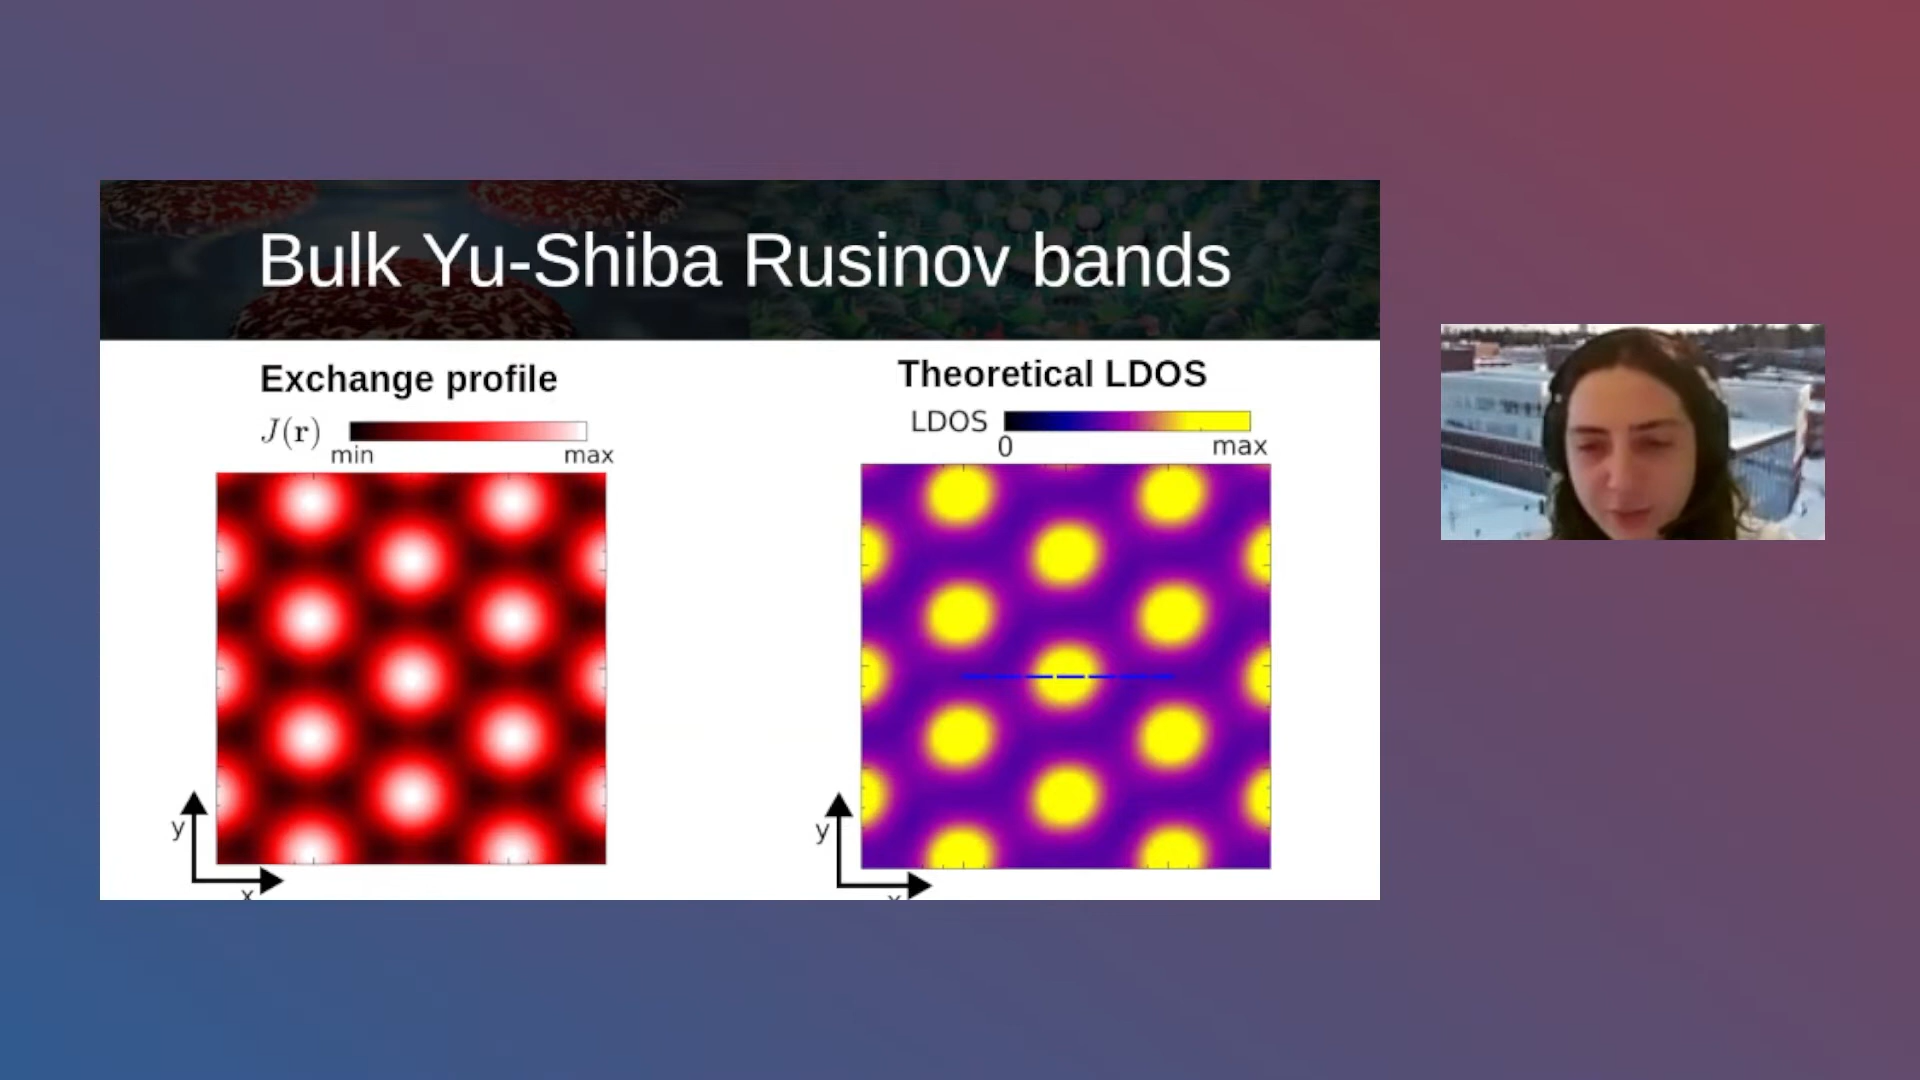 Bulk Yu-Shiba Rusinov bands
Exchange profile
J(r)
min max
y
x
Theoretical LDOS
LDOS
0 max
y
x